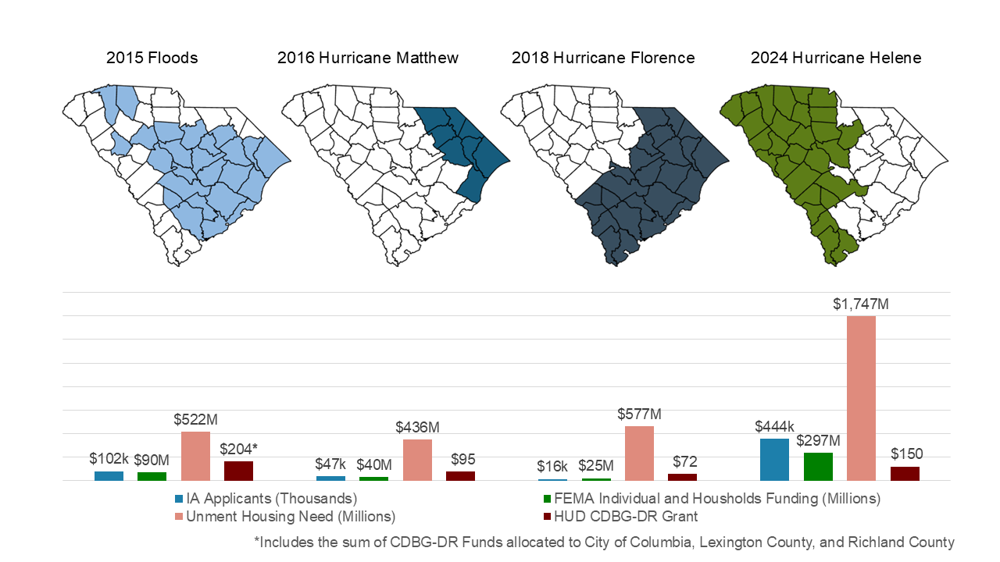 2015 Floods
2016 Hurricane Matthew
2018 Hurricane Florence
2024 Hurricane Helene
$102k
$90M
$522M
$204*
$47k
$40M
$436M
$95
$16k
$25M
$577M
$72
$444k
$297M
$1,747M
$150
IA Applicants (Thousands)
FEMA Individual and Housholds Funding (Millions)
Unment Housing Need (Millions)
HUD CDBG-DR Grant
*Includes the sum of CDBG-DR Funds allocated to City of Columbia, Lexington County, and Richland County